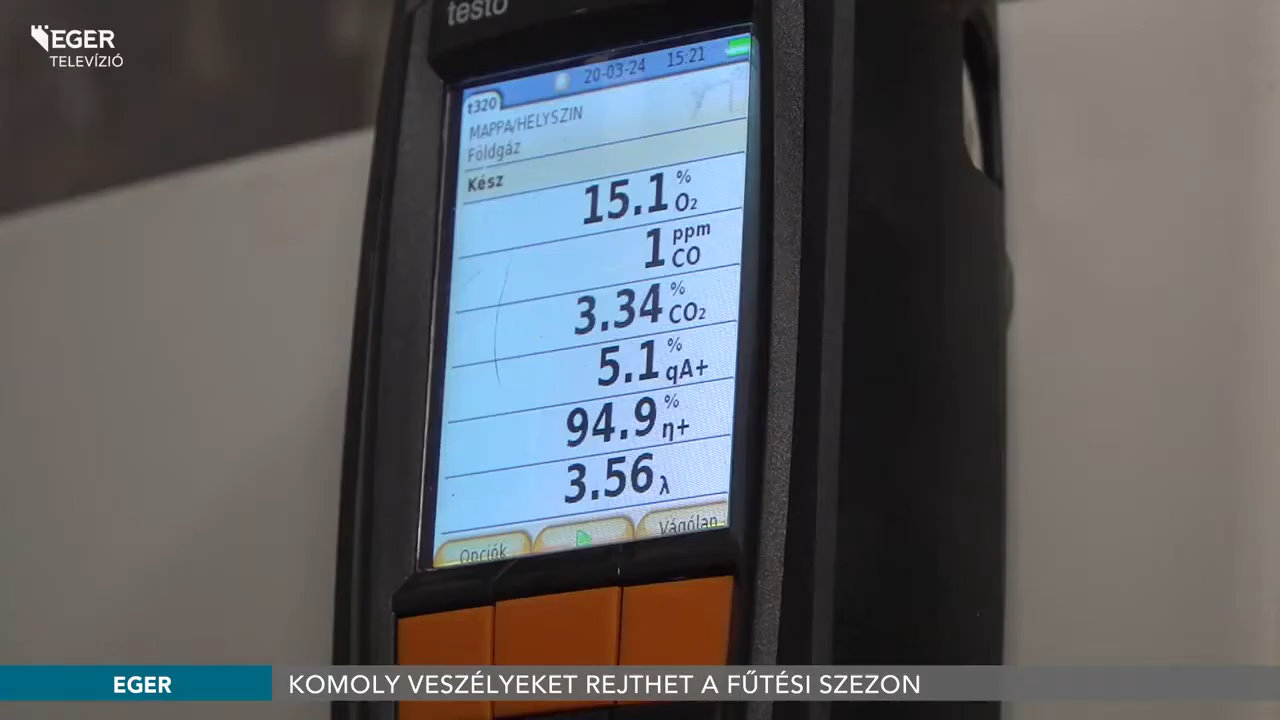 EGER
TELEVÍZIÓ
testo
20-03-24 15:21
t320
MAPPA/HELYSZIN
Földgáz
Kész
15.1 % O₂
1 ppm CO
3.34 % CO₂
5.1 % qA+
94.9 % η+
3.56 λ
Opciók
Vágólap
EGER
KOMOLY VESZÉLYEKET REJTHET A FŰTÉSI SZEZON